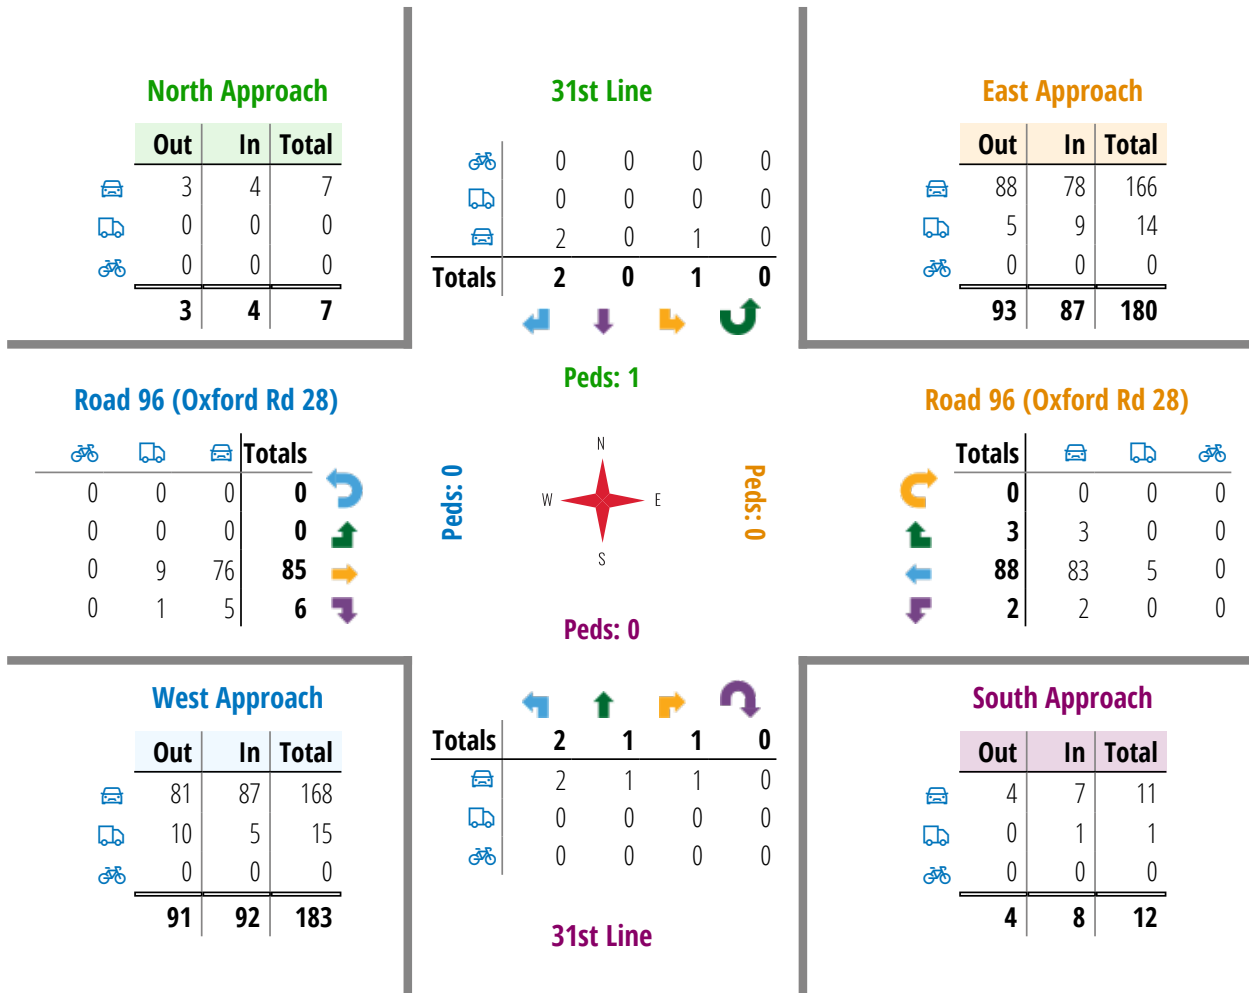 North Approach
Out In Total
3 4 7
0 0 0
0 0 0
3 4 7
31st Line
0 0 0 0
0 0 0 0
2 0 1 0
Totals 2 0 1 0
East Approach
Out In Total
88 78 166
5 9 14
0 0 0
93 87 180
Road 96 (Oxford Rd 28)
Totals
0 0 0 0
0 0 0 0
0 9 76 85
0 1 5 6
Peds: 1
Peds: 0
N
W E
S
Peds: 0
Peds: 0
Road 96 (Oxford Rd 28)
Totals
0 0 0 0
3 3 0 0
88 83 5 0
2 2 0 0
West Approach
Out In Total
81 87 168
10 5 15
0 0 0
91 92 183
Totals 2 1 1 0
2 1 1 0
0 0 0 0
0 0 0 0
31st Line
South Approach
Out In Total
4 7 11
0 1 1
0 0 0
4 8 12